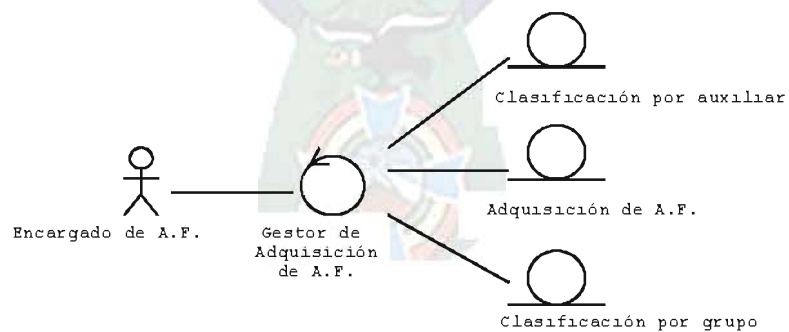 Clasificación por auxiliar
Adquisición de A.F.
Encargado de A.F.
Gestor de
Adquisición
de A.F.
Clasificación por grupo